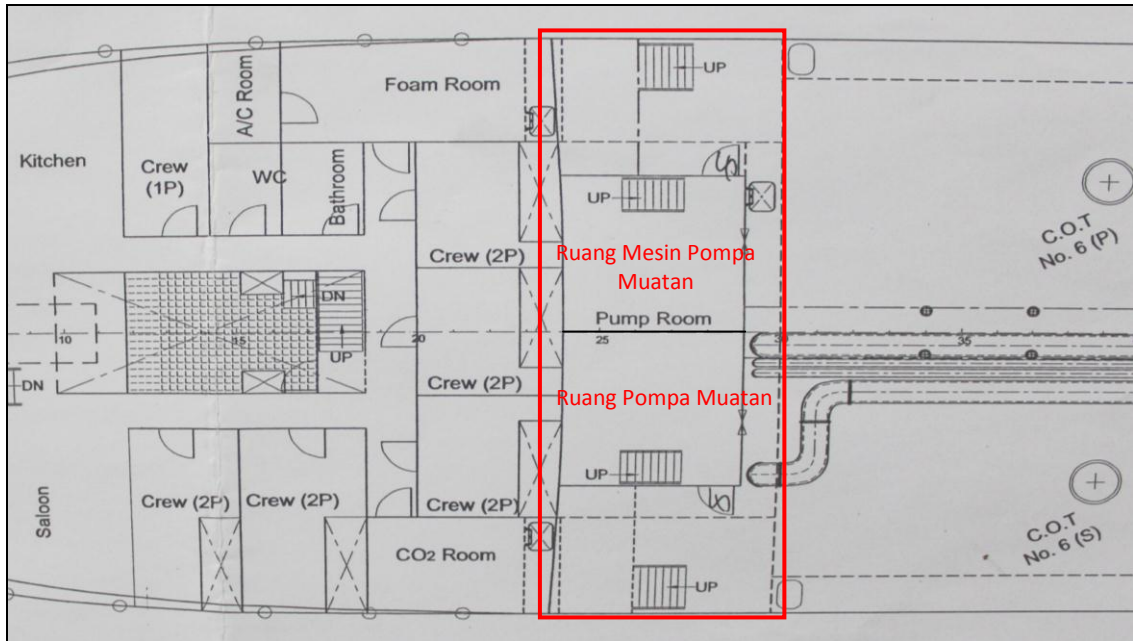 Foam Room
UP
A/C Room
Kitchen
Crew
(1P)
WC
Bathroom
UP
C.O.T
No. 6 (P)
Crew (2P)
Ruang Mesin Pompa
Muatan
DN
Pump Room
10
15
20
25
35
UP
DN
Crew (2P)
Ruang Pompa Muatan
UP
Crew (2P)
Crew (2P)
Crew (2P)
S
S
Saloon
CO2 Room
C.O.T
No. 6 (S)
UP